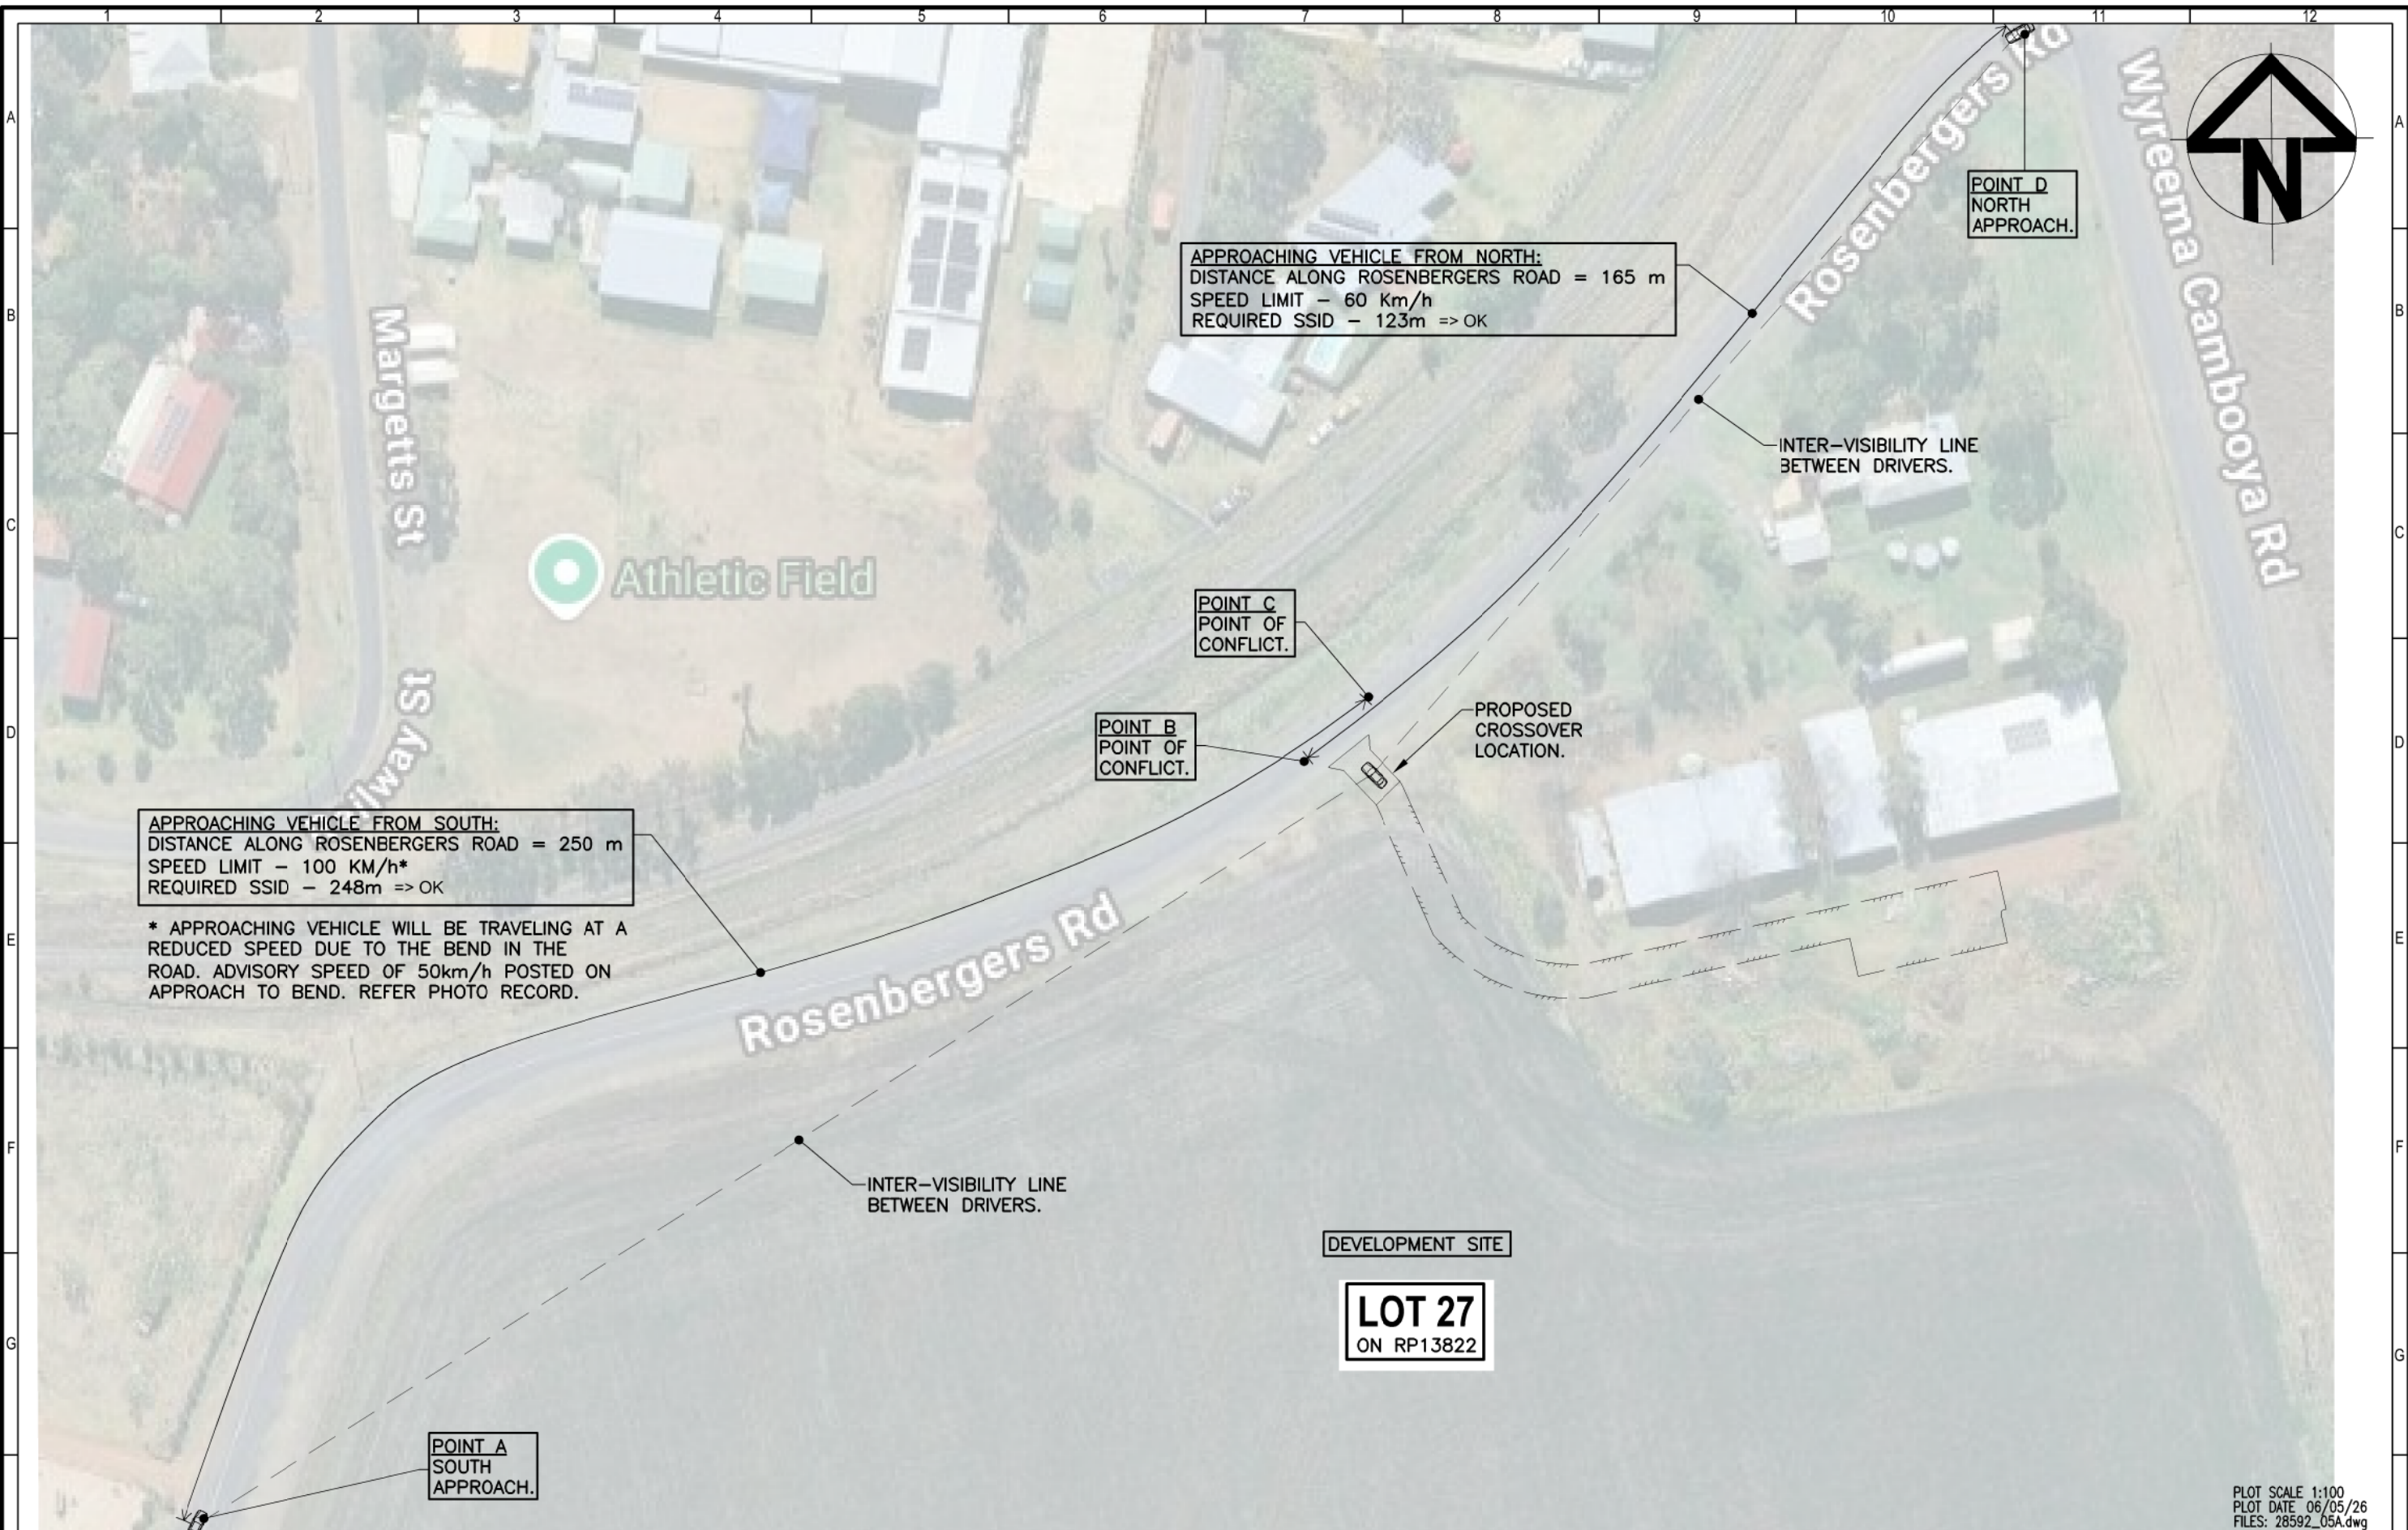 1 2 3 4 5 6 7 8 9 10 11 12
A A
B B
C C
D D
E E
F F
G G
Rosenbergers Rd
Wyreema Cambooya Rd
N
POINT D
NORTH
APPROACH.
APPROACHING VEHICLE FROM NORTH:
DISTANCE ALONG ROSENBERGERS ROAD = 165 m
SPEED LIMIT – 60 Km/h
REQUIRED SSID – 123m => OK
Margetts St
INTER–VISIBILITY LINE
BETWEEN DRIVERS.
Athletic Field
POINT C
POINT OF
CONFLICT.
POINT B
POINT OF
CONFLICT.
PROPOSED
CROSSOVER
LOCATION.
ilway St
APPROACHING VEHICLE FROM SOUTH:
DISTANCE ALONG ROSENBERGERS ROAD = 250 m
SPEED LIMIT – 100 KM/h*
REQUIRED SSID – 248m => OK
* APPROACHING VEHICLE WILL BE TRAVELING AT A
REDUCED SPEED DUE TO THE BEND IN THE
ROAD. ADVISORY SPEED OF 50km/h POSTED ON
APPROACH TO BEND. REFER PHOTO RECORD.
Rosenbergers Rd
INTER–VISIBILITY LINE
BETWEEN DRIVERS.
DEVELOPMENT SITE
LOT 27
ON RP13822
POINT A
SOUTH
APPROACH.
PLOT SCALE 1:100
PLOT DATE 06/05/26
FILES: 28592_05A.dwg